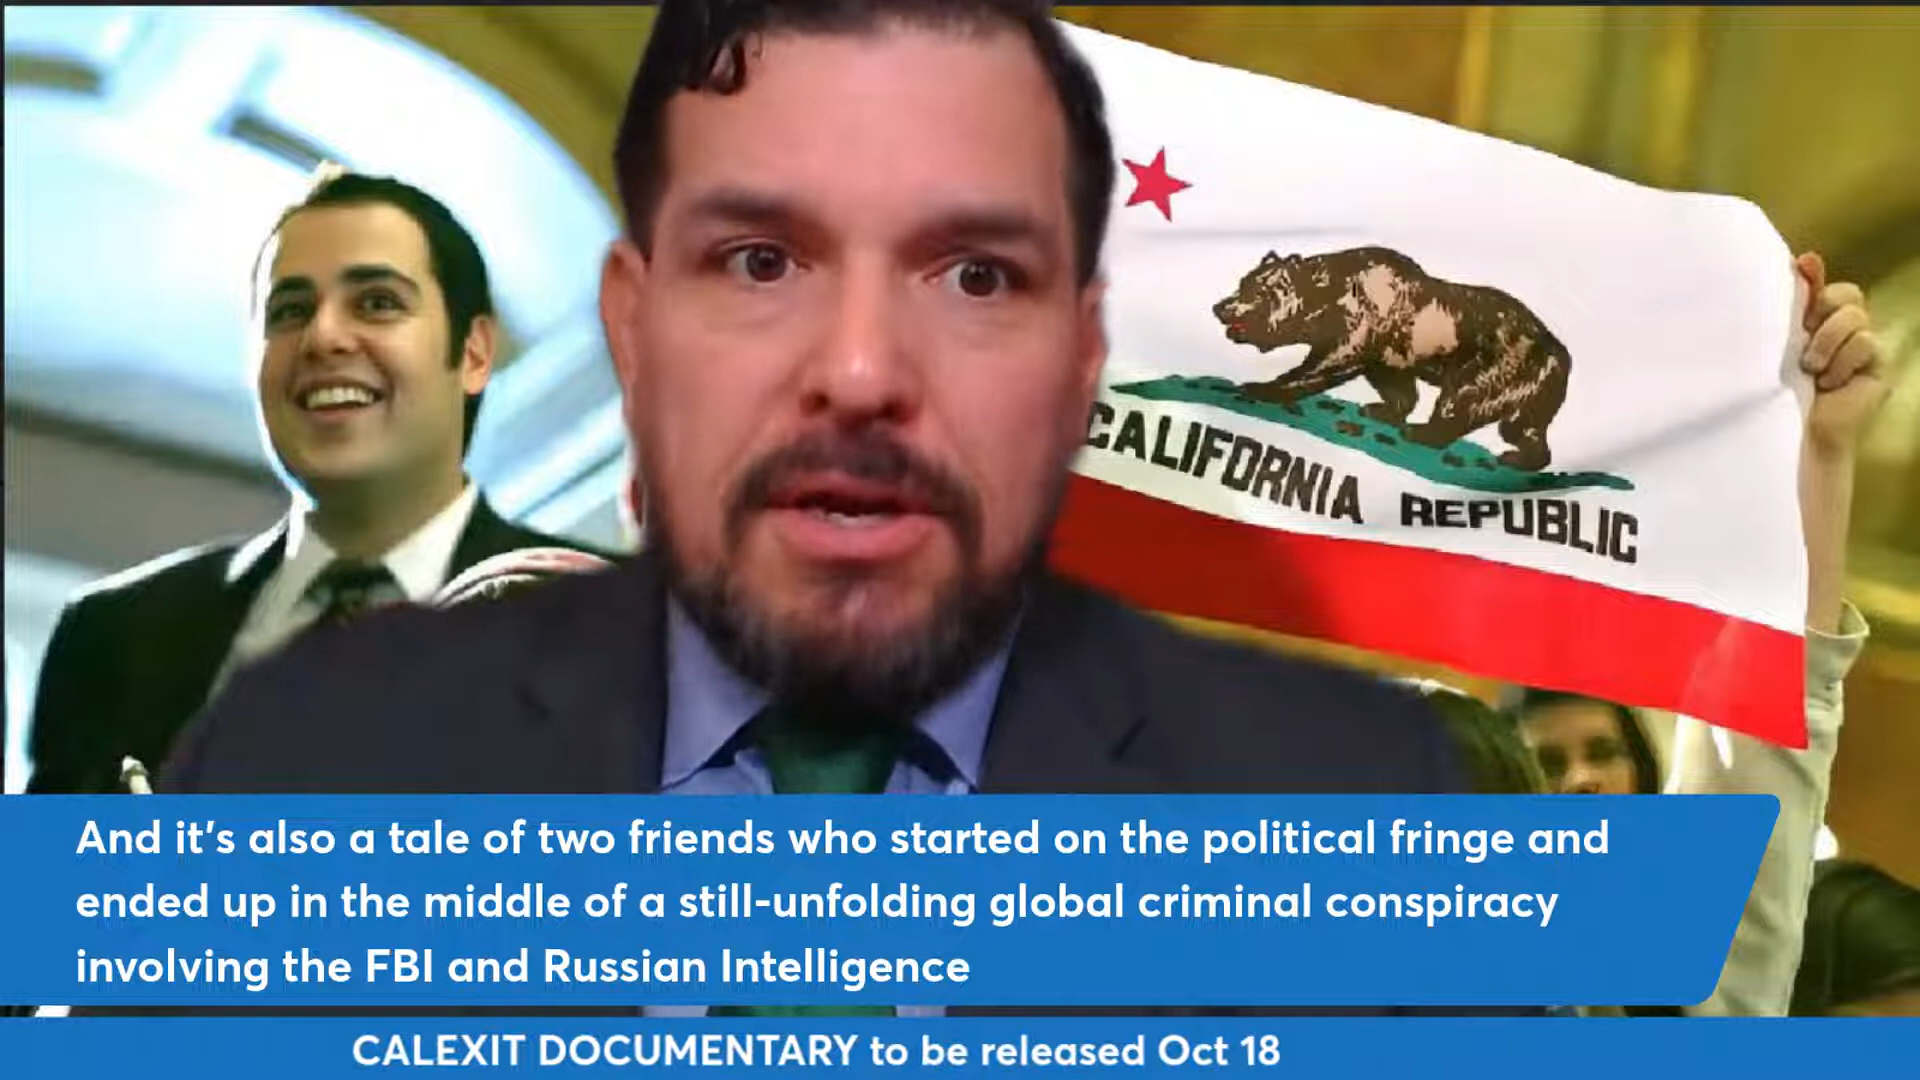 CALIFORNIA REPUBLIC
And it's also a tale of two friends who started on the political fringe and
ended up in the middle of a still-unfolding global criminal conspiracy
involving the FBI and Russian Intelligence
CALEXIT DOCUMENTARY to be released Oct 18